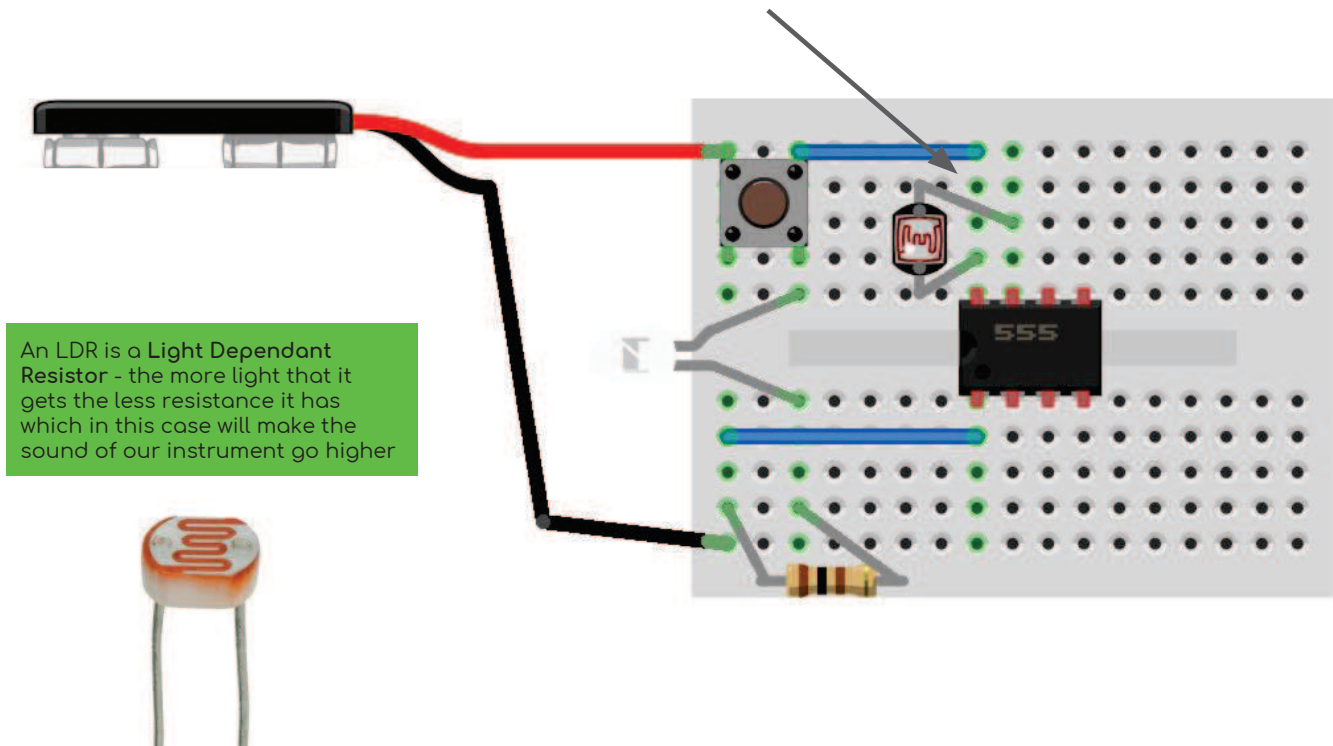 555
An LDR is a Light Dependant
Resistor - the more light that it
gets the less resistance it has
which in this case will make the
sound of our instrument go higher